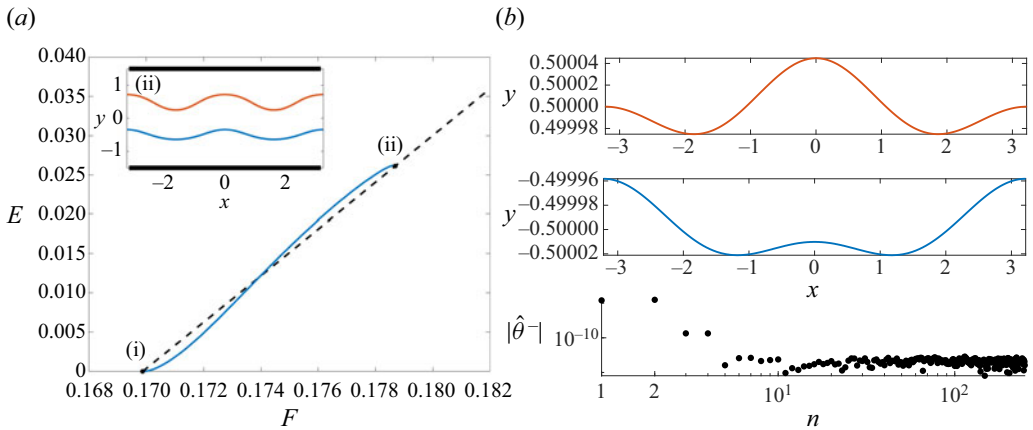 (a)
0.040
0.035
0.030
0.025
E 0.020
0.015
0.010
0.005
0
0.168 0.170 0.172 0.174 0.176 0.178 0.180 0.182
F
(i)
(ii)
(ii)
1
y 0
−1
−2 0 2
x
(b)
0.50004
y 0.50002
0.50000
0.49998
−3 −2 −1 0 1 2 3
−0.49996
−0.49998
y −0.50000
−0.50002
−3 −2 −1 0 1 2 3
x
|θ̂⁻| 10⁻¹⁰
1 2 10¹ 10²
n